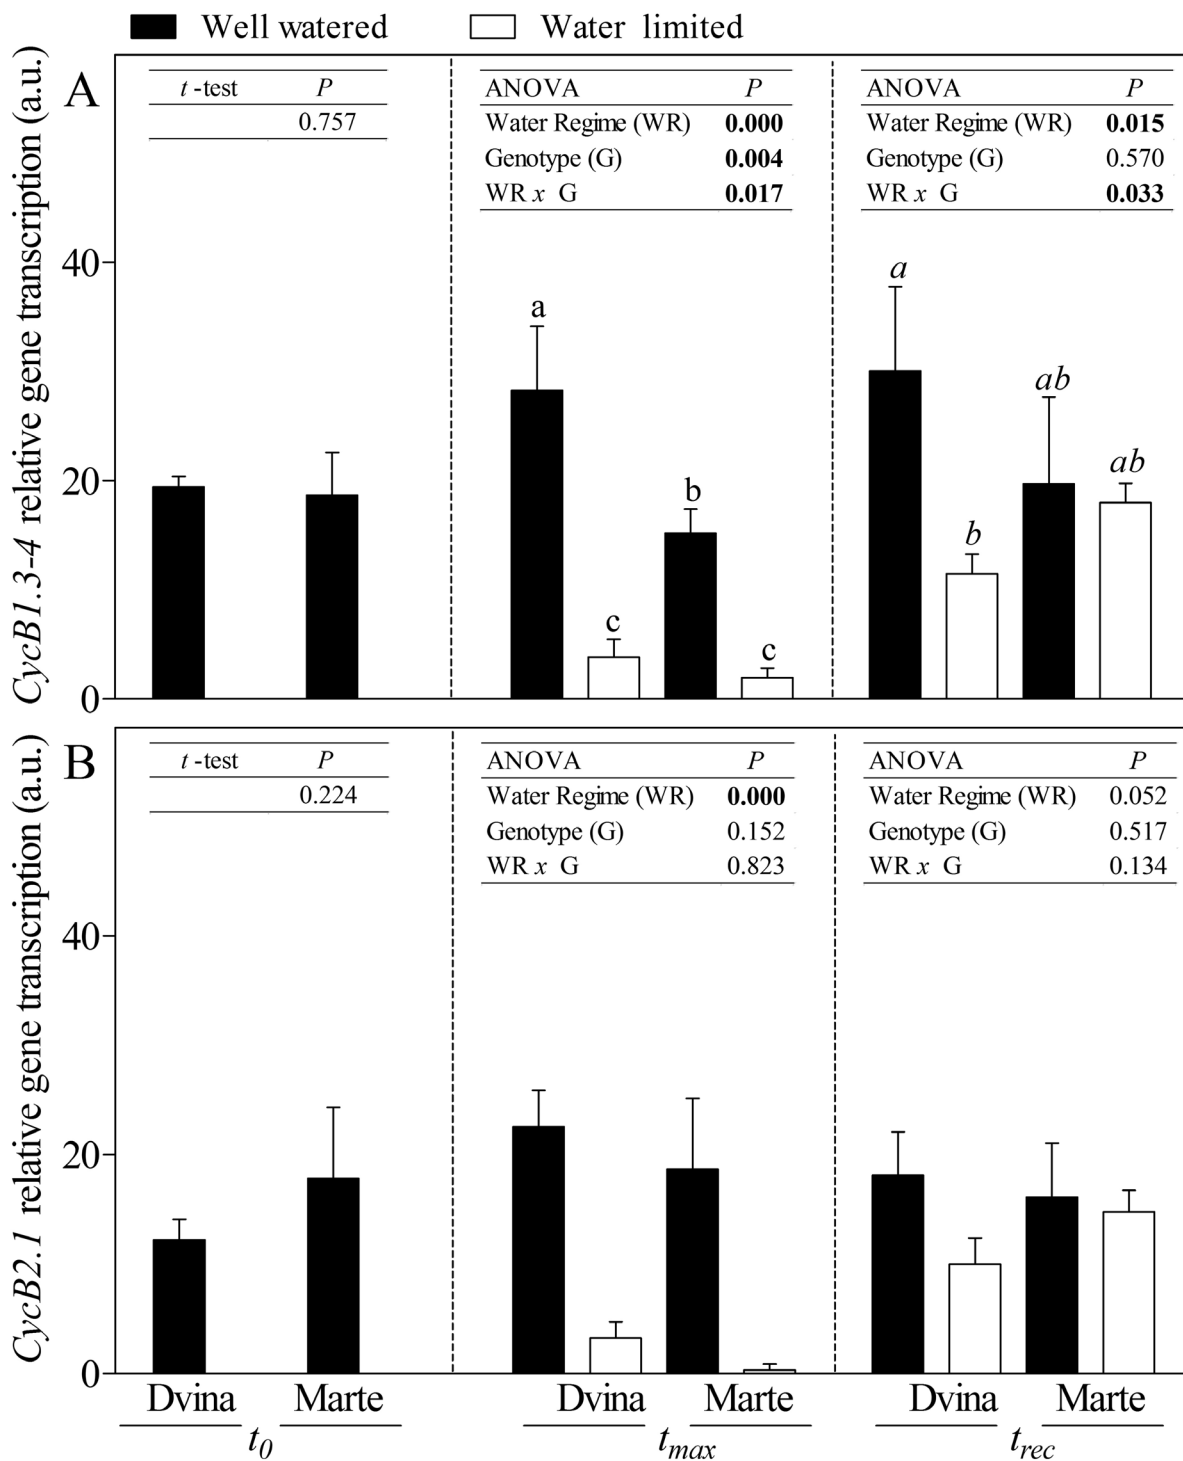 Well watered Water limited
A
CycB1.3-4 relative gene transcription (a.u.)
t -test P
0.757
ANOVA P
Water Regime (WR) 0.000
Genotype (G) 0.004
WR x G 0.017
ANOVA P
Water Regime (WR) 0.015
Genotype (G) 0.570
WR x G 0.033
40
20
0
a
c
b
c
a
b
ab
ab
B
CycB2.1 relative gene transcription (a.u.)
t -test P
0.224
ANOVA P
Water Regime (WR) 0.000
Genotype (G) 0.152
WR x G 0.823
ANOVA P
Water Regime (WR) 0.052
Genotype (G) 0.517
WR x G 0.134
40
20
0
Dvina Marte Dvina Marte Dvina Marte
t0 tmax trec